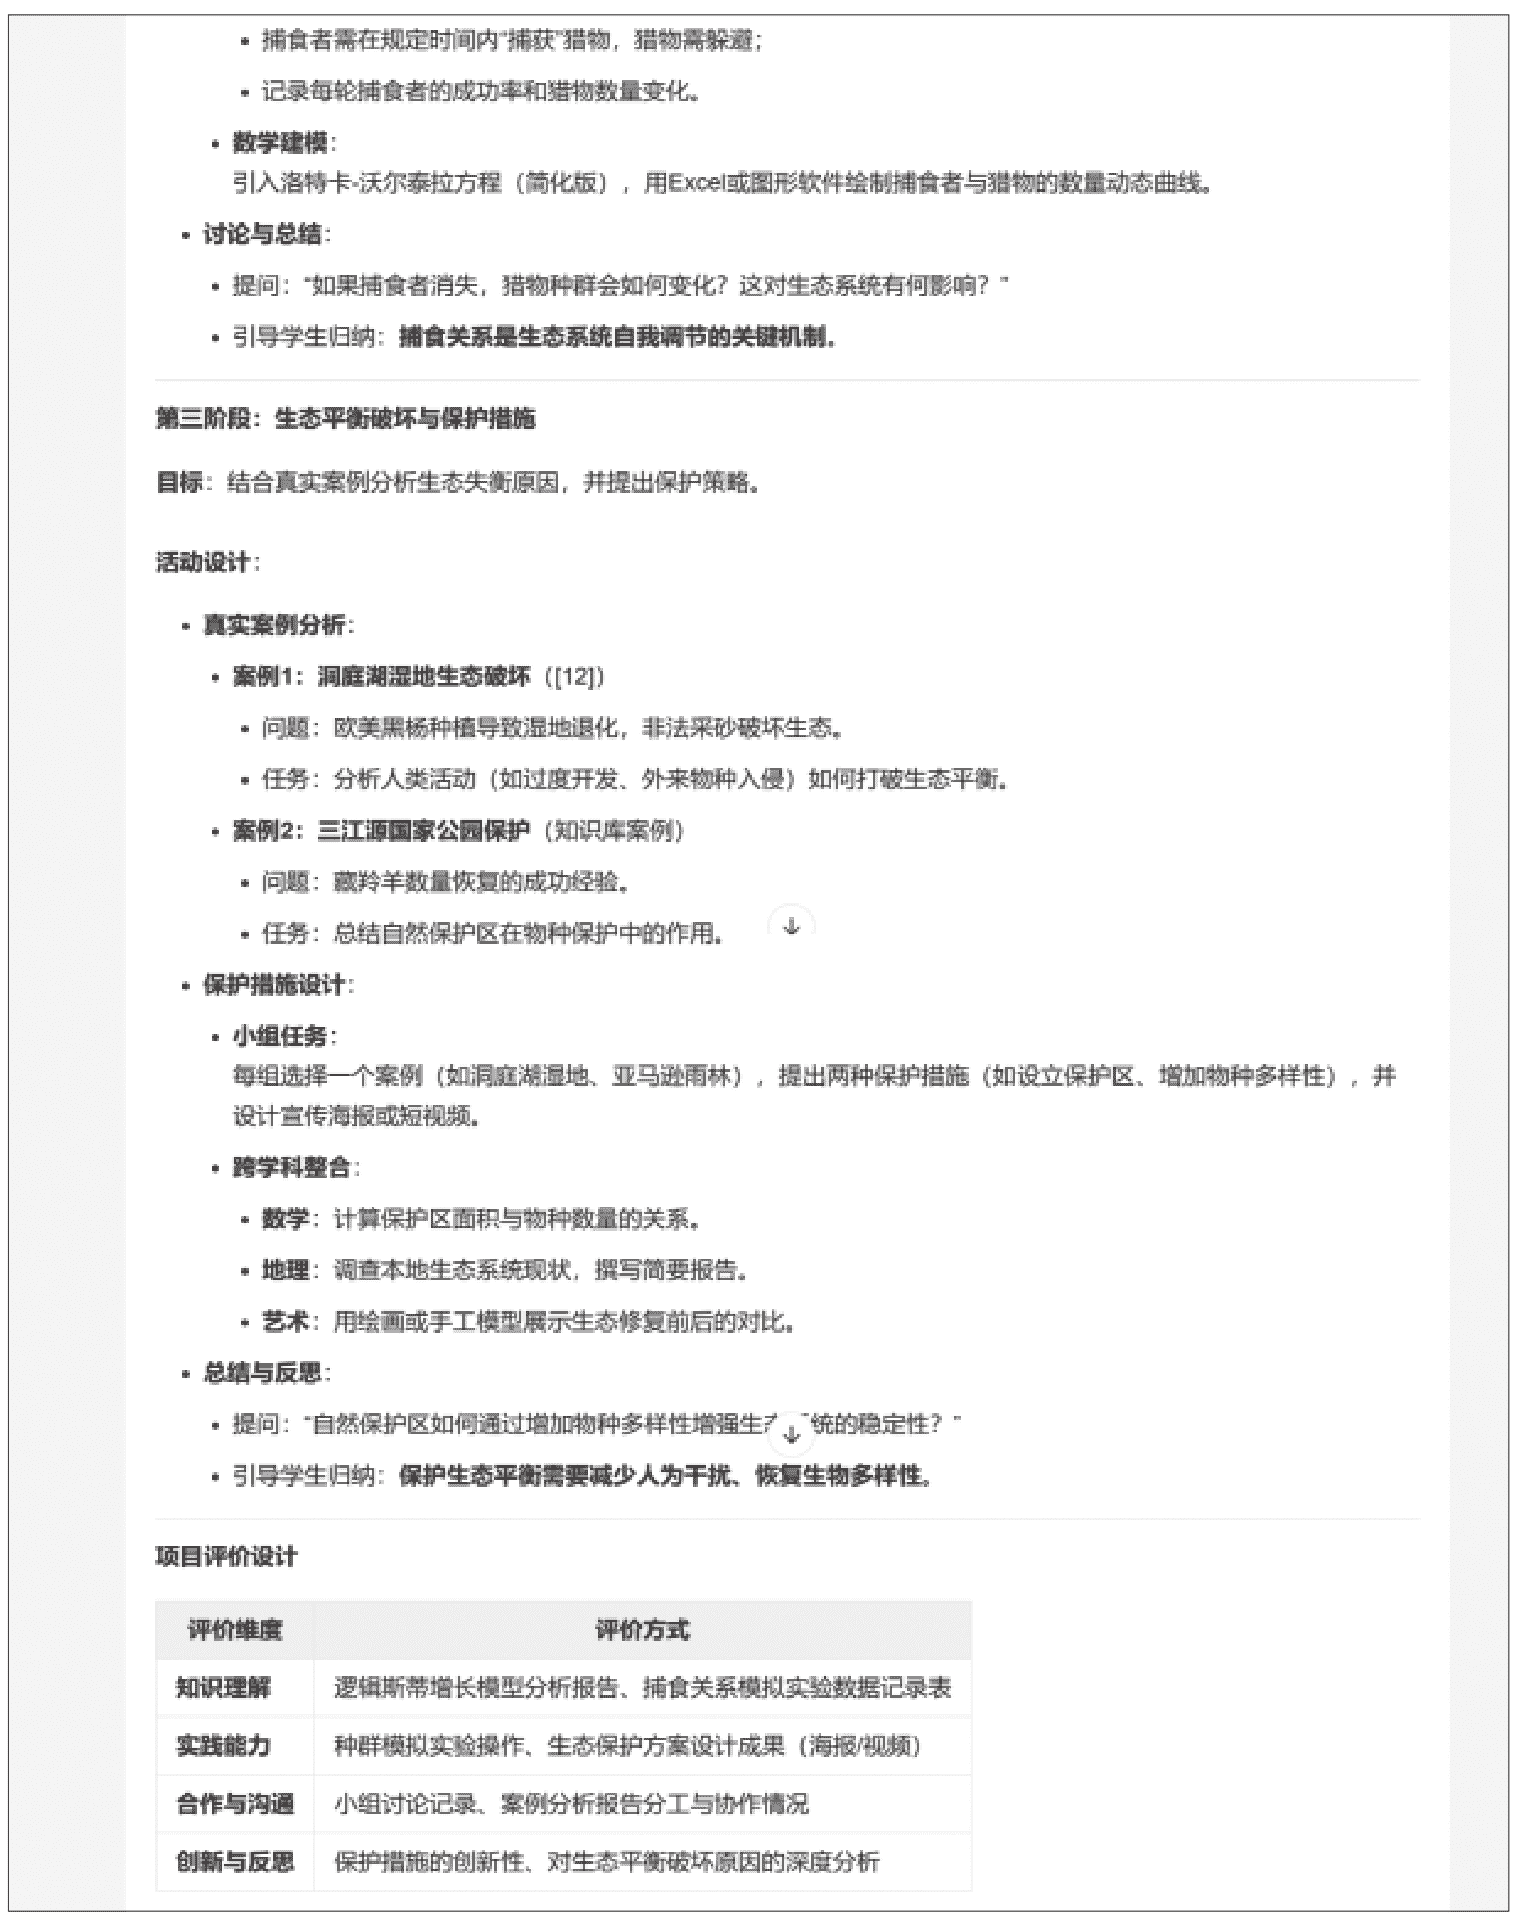 捕食者需在规定时间内“捕获”猎物，猎物需躲避；
记录每轮捕食者的成功率和猎物数量变化。
数学建模：
引入洛特卡-沃尔泰拉方程（简化版），用Excel或图形软件绘制捕食者与猎物的数量动态曲线。
讨论与总结：
提问：“如果捕食者消失，猎物种群会如何变化？这对生态系统有何影响？”
引导学生归纳：捕食关系是生态系统自我调节的关键机制。
第三阶段：生态平衡破坏与保护措施
目标：结合真实案例分析生态失衡原因，并提出保护策略。
活动设计：
真实案例分析：
案例1：洞庭湖湿地生态破坏（[12]）
问题：欧美黑杨种植导致湿地退化，非法采砂破坏生态。
任务：分析人类活动（如过度开发、外来物种入侵）如何打破生态平衡。
案例2：三江源国家公园保护（知识库案例）
问题：藏羚羊数量恢复的成功经验。
任务：总结自然保护区在物种保护中的作用。
保护措施设计：
小组任务：
每组选择一个案例（如洞庭湖湿地、亚马逊雨林），提出两种保护措施（如设立保护区、增加物种多样性），并
设计宣传海报或短视频。
跨学科整合：
数学：计算保护区面积与物种数量的关系。
地理：调查本地生态系统现状，撰写简要报告。
艺术：用绘画或手工模型展示生态修复前后的对比。
总结与反思：
提问：“自然保护区如何通过增加物种多样性增强生态系统的稳定性？”
引导学生归纳：保护生态平衡需要减少人为干扰、恢复生物多样性。
项目评价设计
评价维度 评价方式
知识理解 逻辑斯蒂增长模型分析报告、捕食关系模拟实验数据记录表
实践能力 种群模拟实验操作、生态保护方案设计成果（海报/视频）
合作与沟通 小组讨论记录、案例分析报告分工与协作情况
创新与反思 保护措施的创新性、对生态平衡破坏原因的深度分析